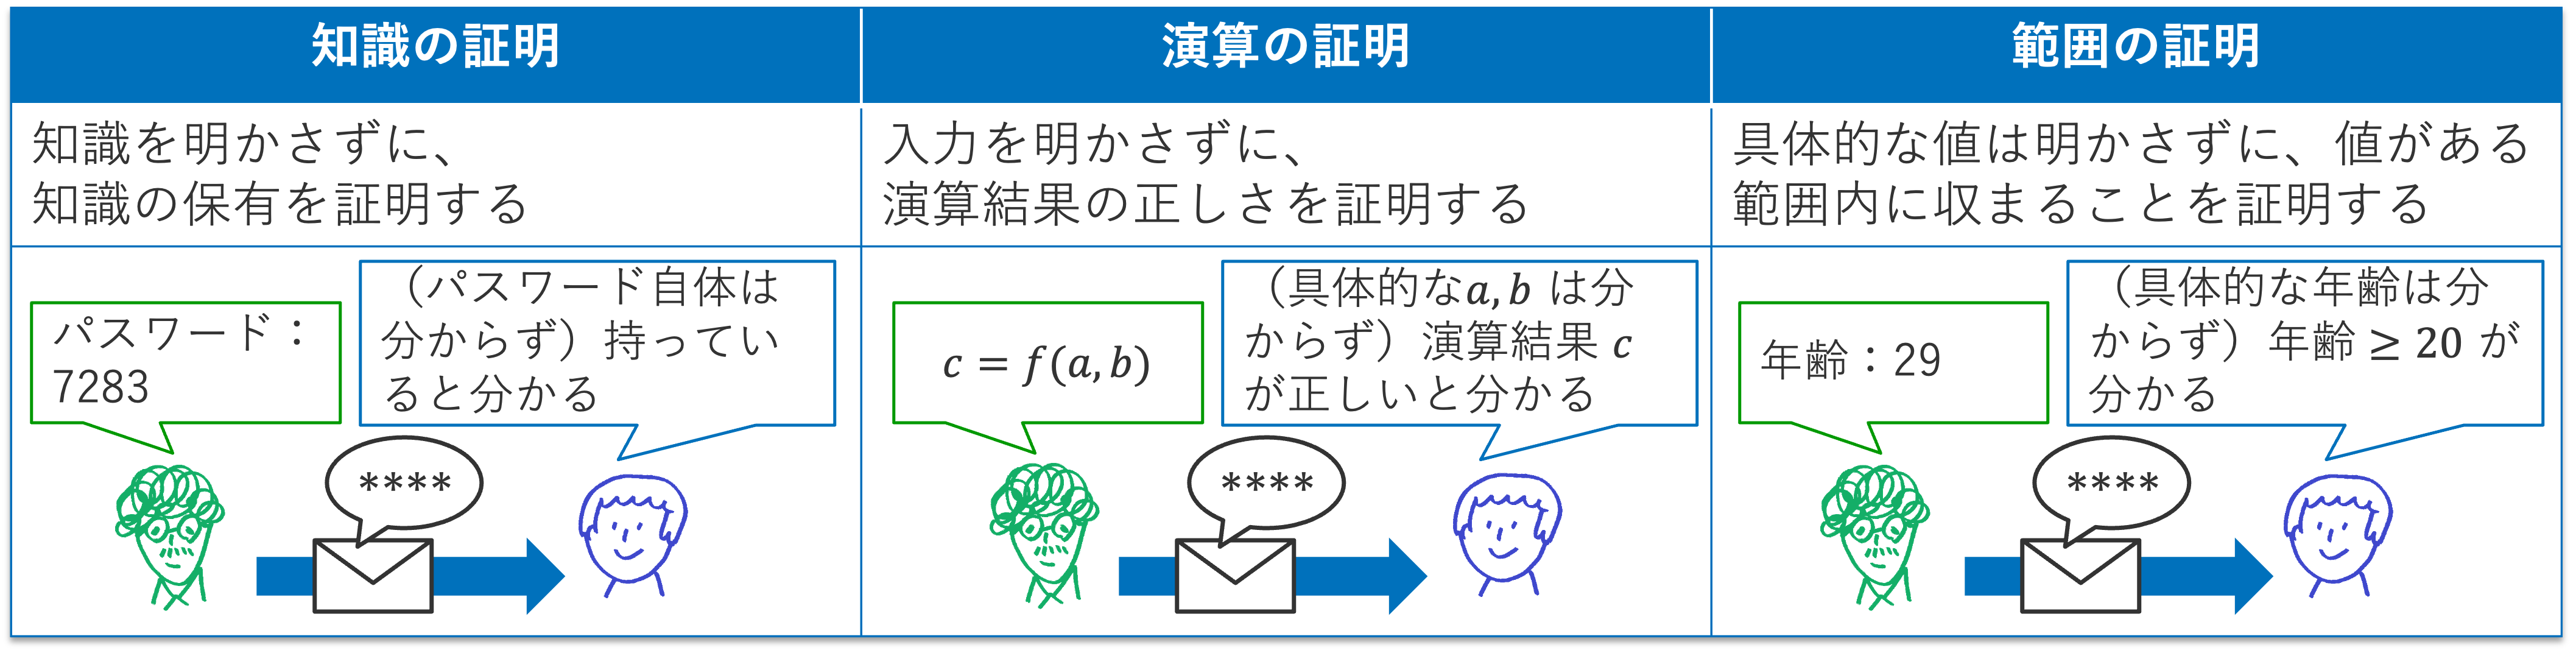 知識の証明
演算の証明
範囲の証明
知識を明かさずに、
知識の保有を証明する
入力を明かさずに、
演算結果の正しさを証明する
具体的な値は明かさずに、値がある
範囲内に収まることを証明する
パスワード：
7283
（パスワード自体は
分からず）持ってい
ると分かる
****
c = f(a, b)
（具体的なa, b は分
からず）演算結果 c
が正しいと分かる
****
年齢：29
（具体的な年齢は分
からず）年齢 ≥ 20 が
分かる
****